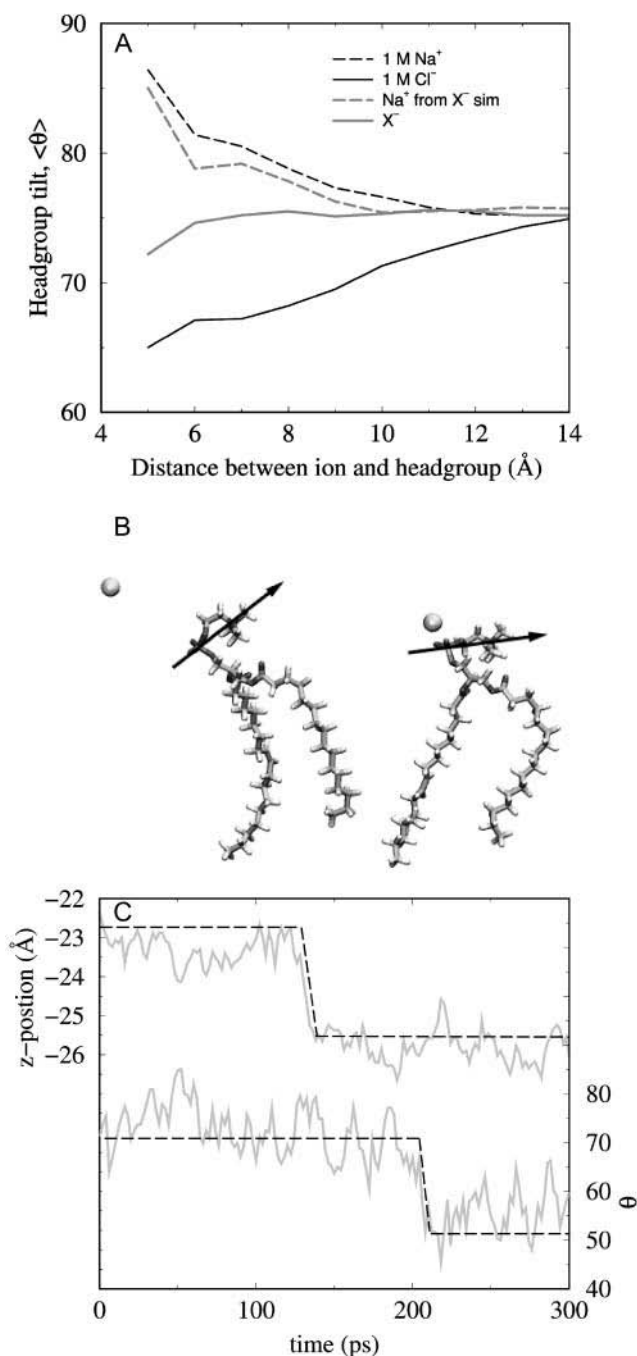 90
A
1 M Na⁺
1 M Cl⁻
Na⁺ from X⁻ sim
X⁻
80
70
60
Headgroup tilt, <θ>
4 6 8 10 12 14
Distance between ion and headgroup (Å)
B
C
−22
−23
−24
−25
−26
z-postion (Å)
80
70
60
50
40
θ
0 100 200 300
time (ps)